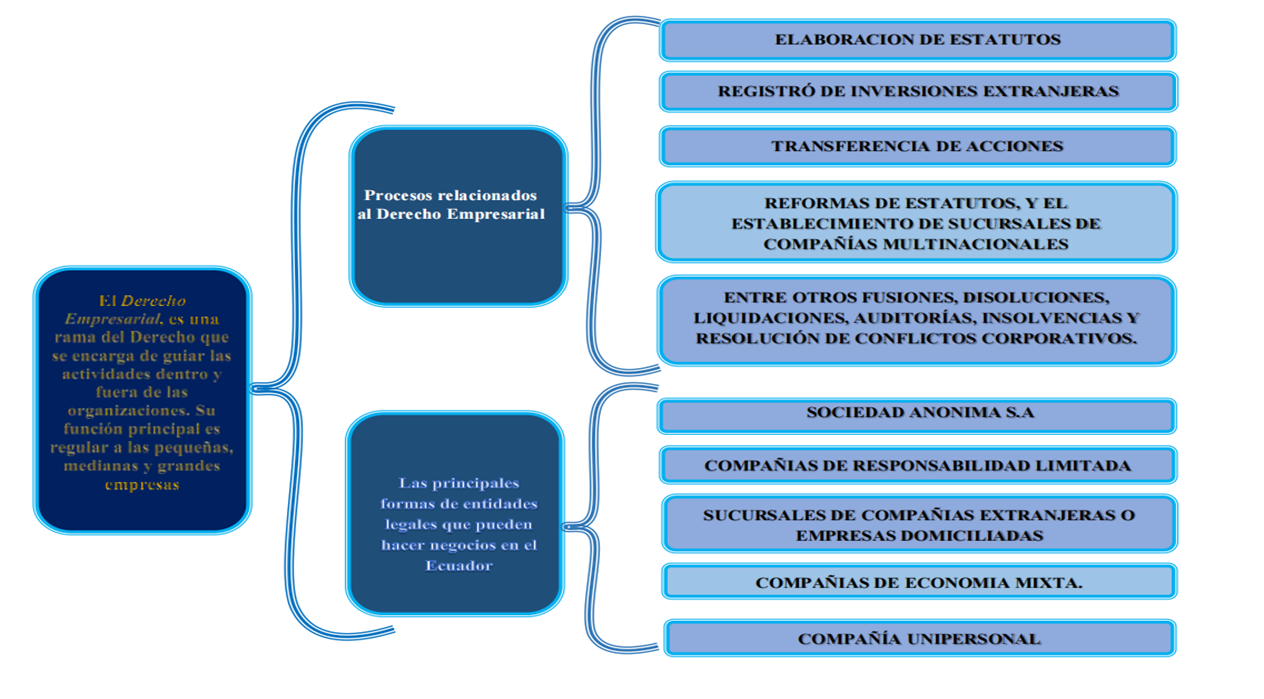 El Derecho
Empresarial, es una
rama del Derecho que
se encarga de guiar las
actividades dentro y
fuera de las
organizaciones. Su
función principal es
regular a las pequeñas,
medianas y grandes
empresas
Procesos relacionados
al Derecho Empresarial
ELABORACION DE ESTATUTOS
REGISTRÓ DE INVERSIONES EXTRANJERAS
TRANSFERENCIA DE ACCIONES
REFORMAS DE ESTATUTOS, Y EL
ESTABLECIMIENTO DE SUCURSALES DE
COMPAÑÍAS MULTINACIONALES
ENTRE OTROS FUSIONES, DISOLUCIONES,
LIQUIDACIONES, AUDITORÍAS, INSOLVENCIAS Y
RESOLUCIÓN DE CONFLICTOS CORPORATIVOS.
Las principales
formas de entidades
legales que pueden
hacer negocios en el
Ecuador
SOCIEDAD ANONIMA S.A
COMPAÑIAS DE RESPONSABILIDAD LIMITADA
SUCURSALES DE COMPAÑIAS EXTRANJERAS O
EMPRESAS DOMICILIADAS
COMPAÑIAS DE ECONOMIA MIXTA.
COMPAÑÍA UNIPERSONAL